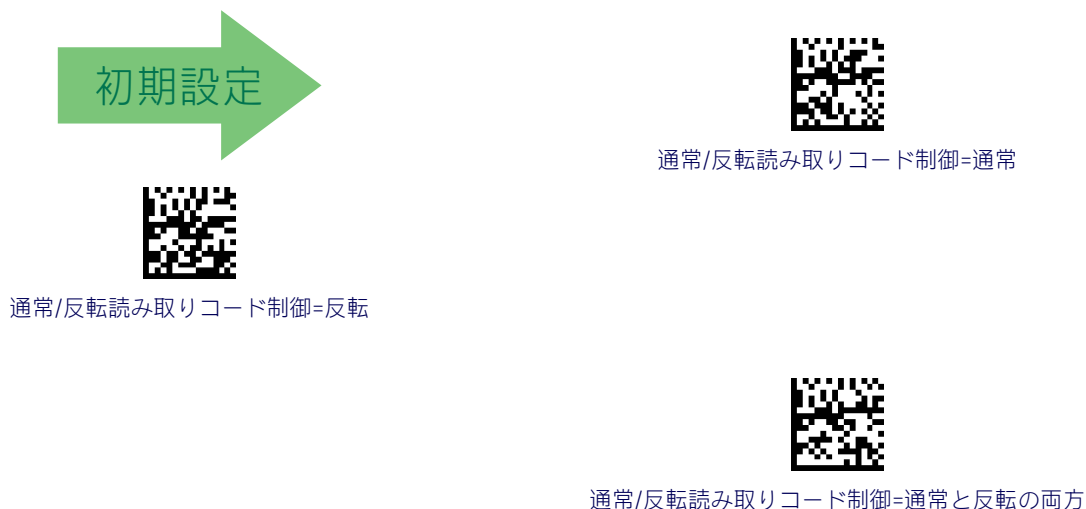 初期設定
通常/反転読み取りコード制御=通常
通常/反転読み取りコード制御=反転
通常/反転読み取りコード制御=通常と反転の両方